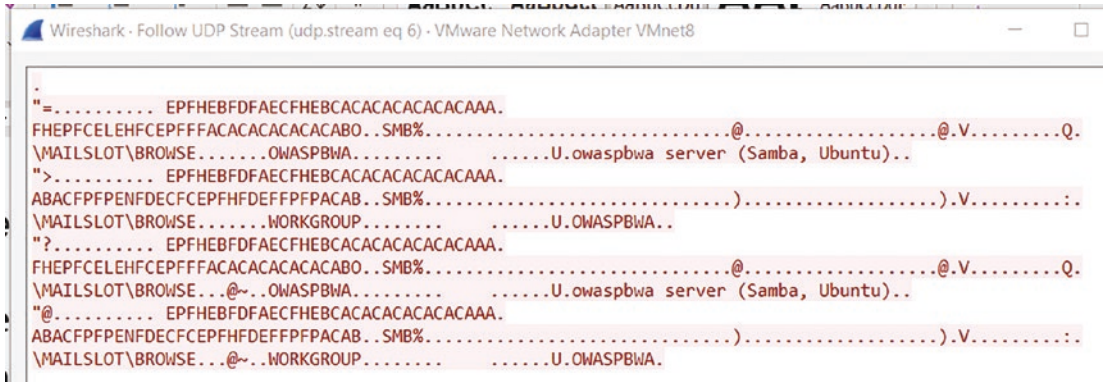 Wireshark · Follow UDP Stream (udp.stream eq 6) · VMware Network Adapter VMnet8
.
"=.......... EPFHEBFDFAECFHEBCACACACACACACAAA.
FHEPFCELEHFCEPFFFACACACACACACABO..SMB%..............................@....................@.V.........Q.
\MAILSLOT\BROWSE.......OWASPBWA......... ......U.owaspbwa server (Samba, Ubuntu)..
">.......... EPFHEBFDFAECFHEBCACACACACACACAAA.
ABACFPFPENFDECFCEPFHFDEFFPFPACAB..SMB%..............................)....................).V.........:.
\MAILSLOT\BROWSE.......WORKGROUP........ ......U.OWASPBWA..
"?.......... EPFHEBFDFAECFHEBCACACACACACACAAA.
FHEPFCELEHFCEPFFFACACACACACACABO..SMB%..............................@....................@.V.........Q.
\MAILSLOT\BROWSE...@~..OWASPBWA......... ......U.owaspbwa server (Samba, Ubuntu)..
"@.......... EPFHEBFDFAECFHEBCACACACACACACAAA.
ABACFPFPENFDECFCEPFHFDEFFPFPACAB..SMB%..............................)....................).V.........:.
\MAILSLOT\BROWSE...@~..WORKGROUP........ ......U.OWASPBWA.